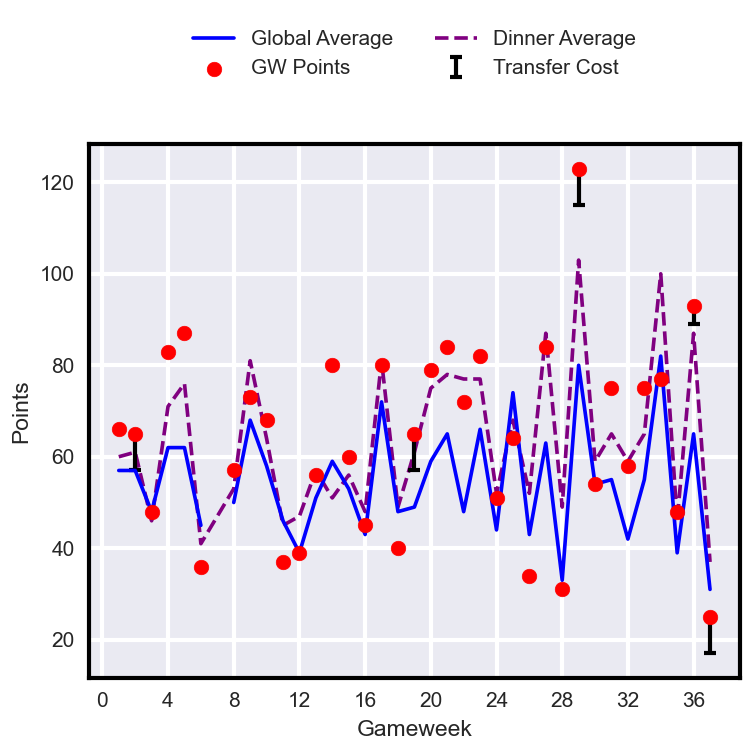 Global Average
Dinner Average
GW Points
Transfer Cost
120
100
80
60
40
20
Points
0 4 8 12 16 20 24 28 32 36
Gameweek